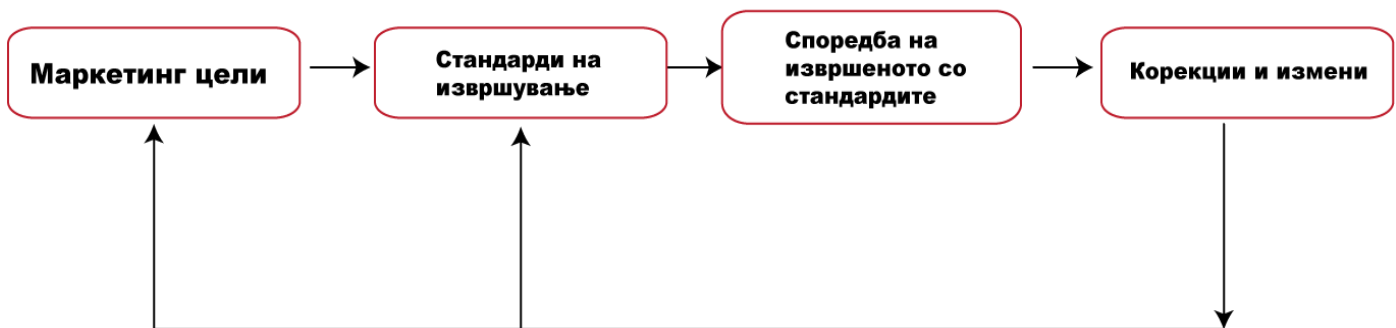 Маркетинг цели
Стандарди на
извршување
Споредба на
извршеното со
стандардите
Корекции и измени